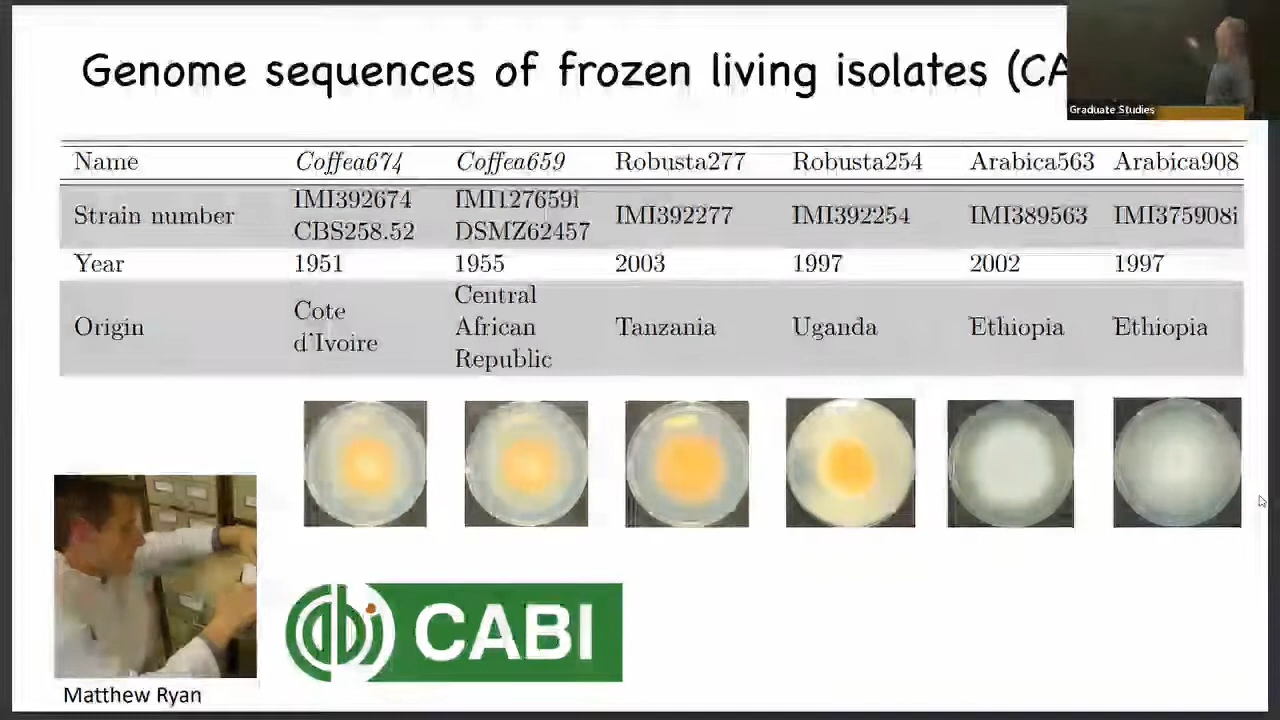 Genome sequences of frozen living isolates (CA
Graduate Studies
Name Coffea674 Coffea659 Robusta277 Robusta254 Arabica563 Arabica908
Strain number IMI392674 CBS258.52 IMI127659i DSMZ62457 IMI392277 IMI392254 IMI389563 IMI375908i
Year 1951 1955 2003 1997 2002 1997
Origin Cote d'Ivoire Central African Republic Tanzania Uganda Ethiopia Ethiopia
cabi CABI
Matthew Ryan